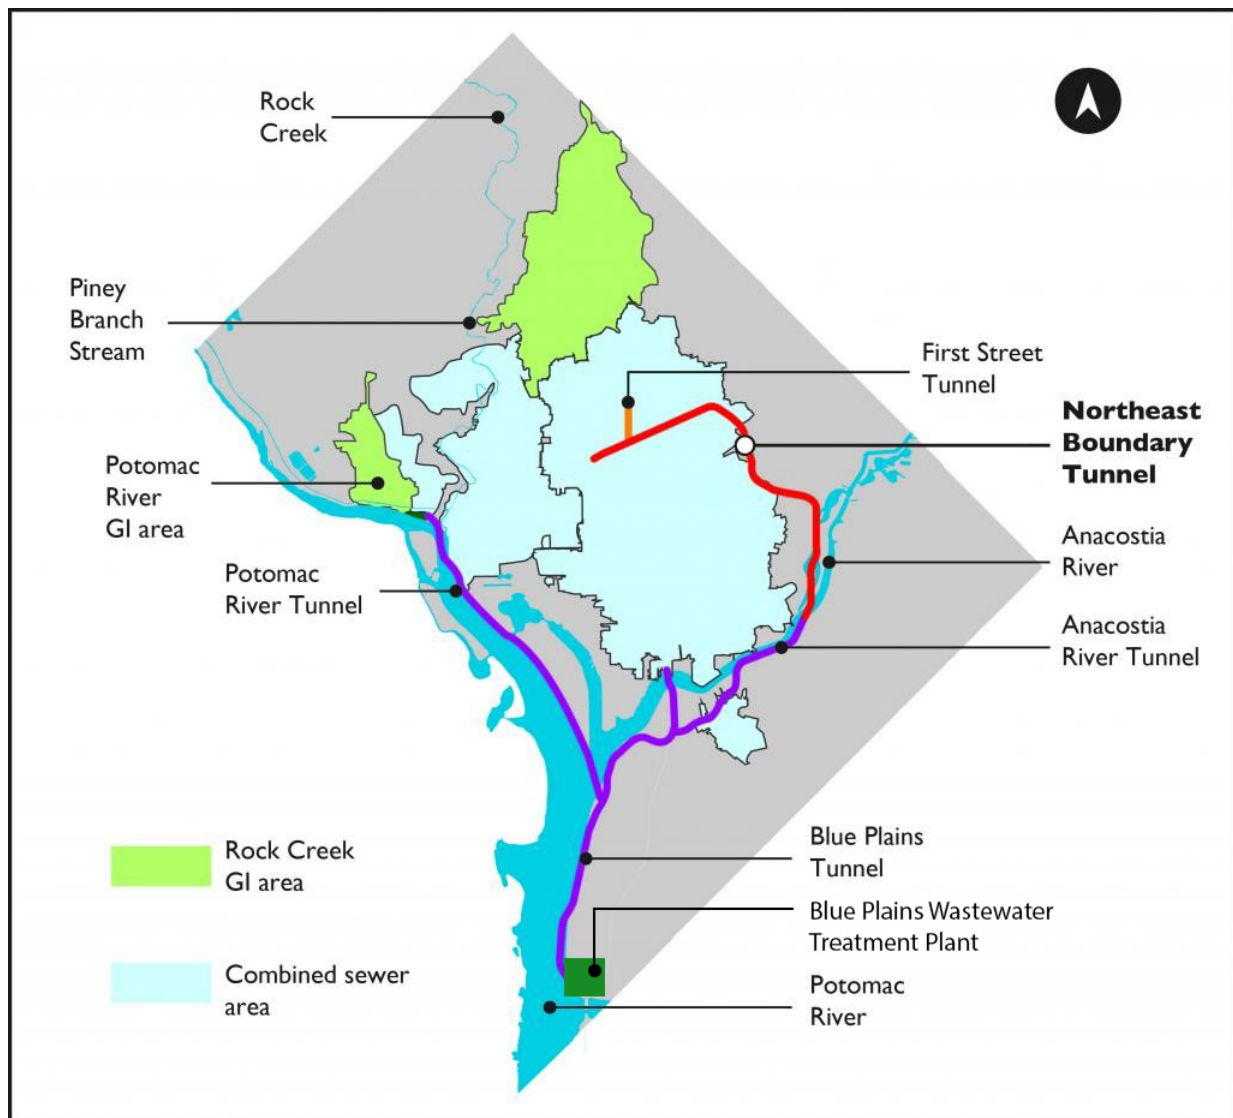 Rock
Creek
Piney
Branch
Stream
First Street
Tunnel
Northeast
Boundary
Tunnel
Potomac
River
GI area
Anacostia
River
Potomac
River Tunnel
Anacostia
River Tunnel
Blue Plains
Tunnel
Rock Creek
GI area
Blue Plains Wastewater
Treatment Plant
Combined sewer
area
Potomac
River